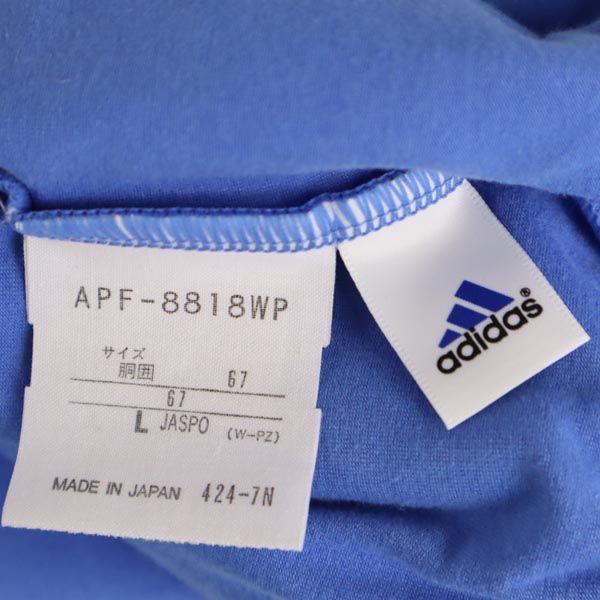 APF-8818WP
サイズ
胴囲 67
67
L JASPO (W-PZ)
MADE IN JAPAN 424-7N
adidas